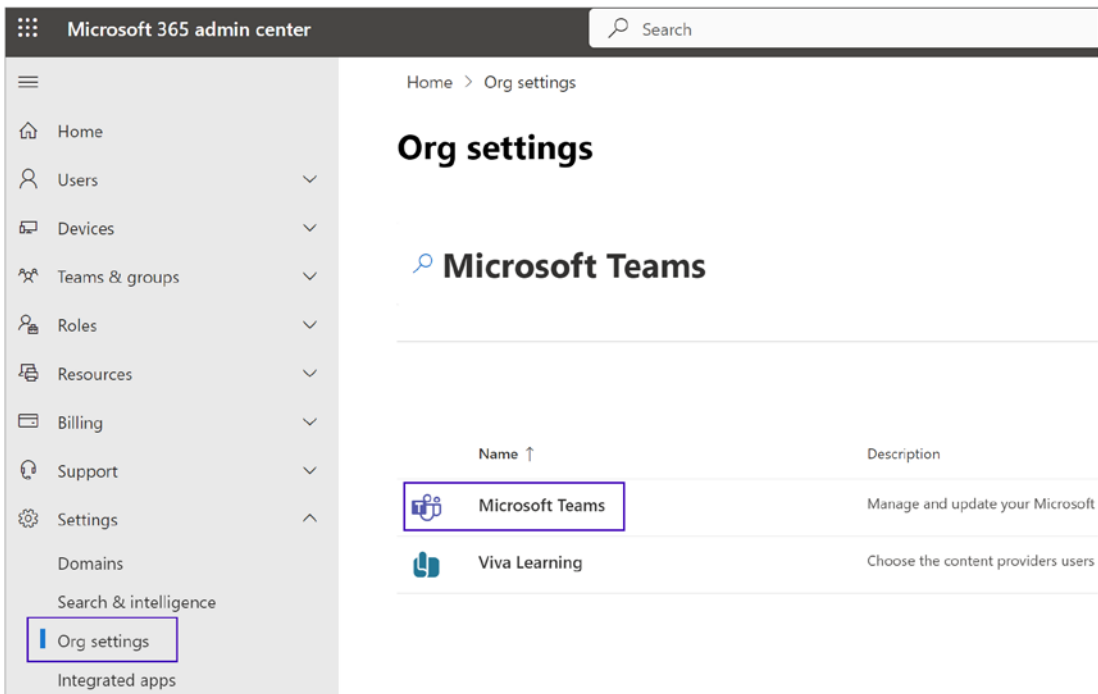 Microsoft 365 admin center
Search
Home > Org settings
Home
Users
Devices
Teams & groups
Roles
Resources
Billing
Support
Settings
Domains
Search & intelligence
Org settings
Integrated apps
Org settings
Microsoft Teams
Name ↑ Description
Microsoft Teams Manage and update your Microsoft
Viva Learning Choose the content providers users